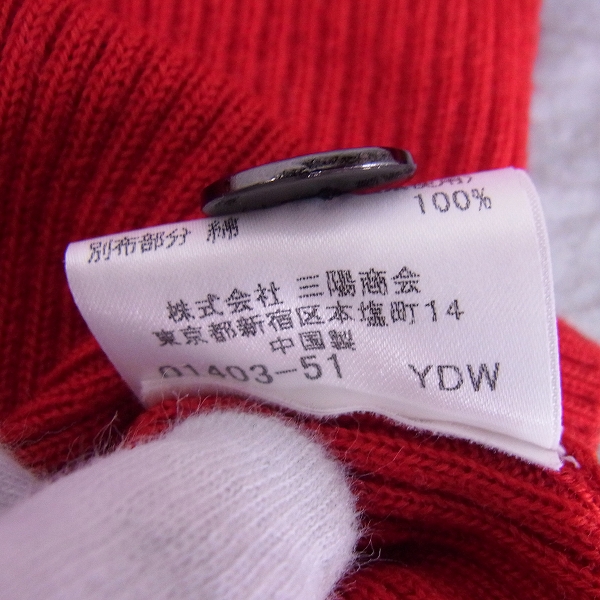 別布部分 綿 100%
株式会社 三陽商会
東京都新宿区本塩町14
中国製
01403-51 YDW